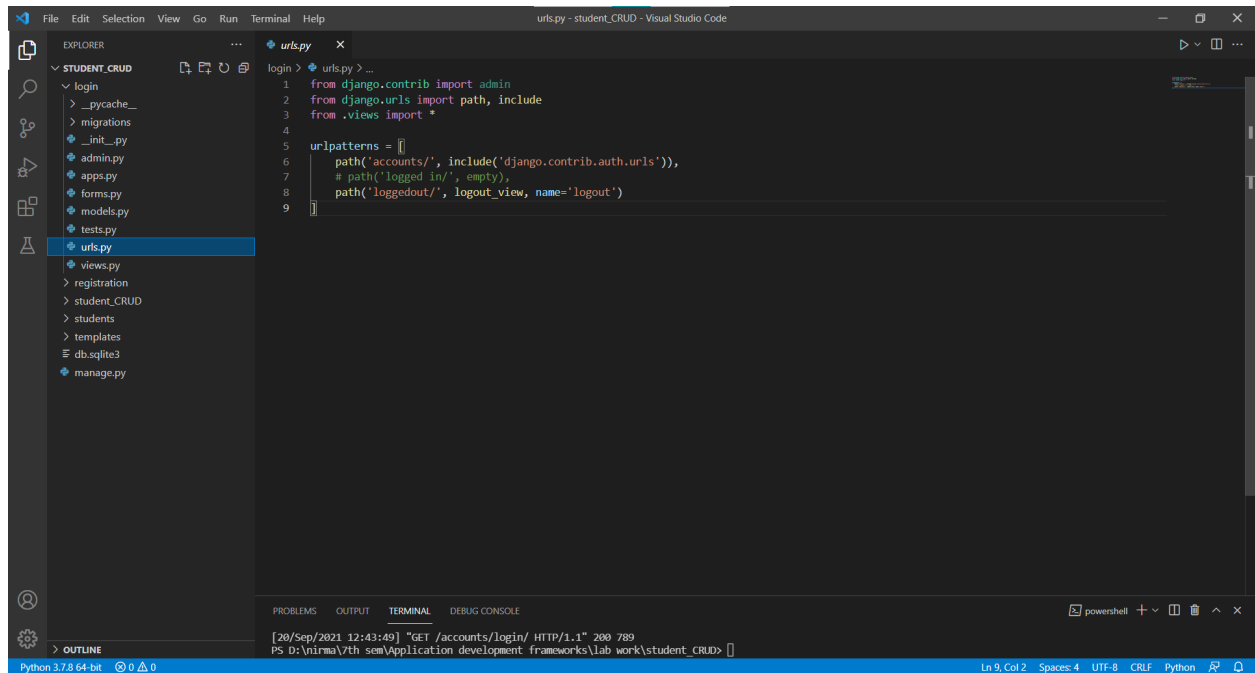 File Edit Selection View Go Run Terminal Help urls.py - student_CRUD - Visual Studio Code
EXPLORER
STUDENT_CRUD
login
__pycache__
migrations
__init__.py
admin.py
apps.py
forms.py
models.py
tests.py
urls.py
views.py
registration
student_CRUD
students
templates
db.sqlite3
manage.py
OUTLINE
urls.py
login > urls.py > ...
1 from django.contrib import admin
2 from django.urls import path, include
3 from .views import *
4
5 urlpatterns = [
6 path('accounts/', include('django.contrib.auth.urls')),
7 # path('logged in/', empty),
8 path('loggedout/', logout_view, name='logout')
9 ]
PROBLEMS OUTPUT TERMINAL DEBUG CONSOLE powershell
[20/Sep/2021 12:43:49] "GET /accounts/login/ HTTP/1.1" 200 789
PS D:\nirma\7th sem\Application development frameworks\lab work\student_CRUD>
Python 3.7.8 64-bit 0 0 Ln 9, Col 2 Spaces: 4 UTF-8 CRLF Python